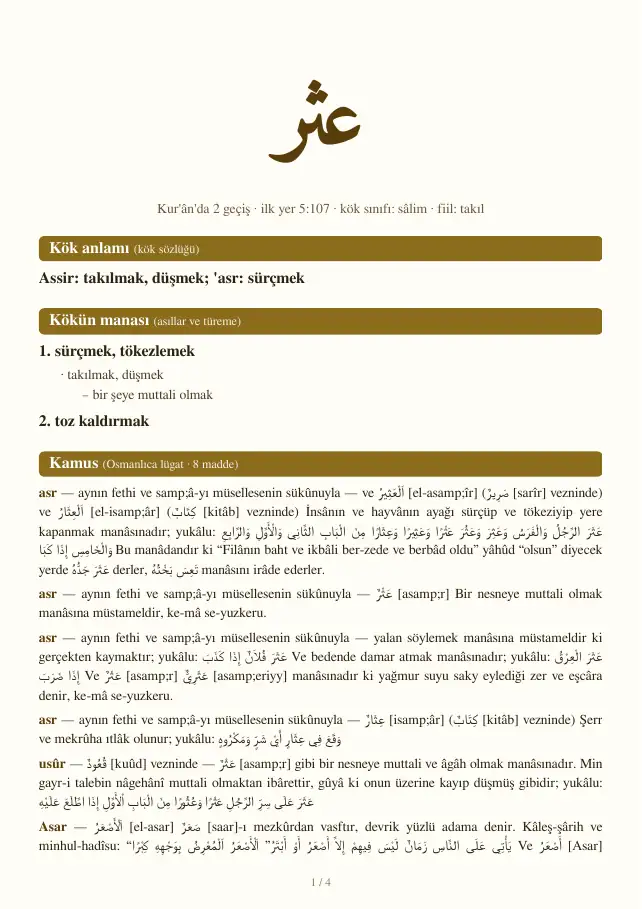 عثر
Kur'ân'da 2 geçiş · ilk yer 5:107 · kök sınıfı: sâlim · fiil: takıl
Kök anlamı (kök sözlüğü)
Assir: takılmak, düşmek; 'asr: sürçmek
Kökün manası (asıllar ve türeme)
1. sürçmek, tökezlemek
· takılmak, düşmek
– bir şeye muttali olmak
2. toz kaldırmak
Kamus (Osmanlıca lügat · 8 madde)
asr — aynın fethi ve samp;â-yı müsellesenin sükûnuyla — ve اَلْعَثِيرُ [el-asamp;îr] (صَرِيرٌ [sarîr] vezninde)
ve اَلْعِثَارُ [el-isamp;âr] (كِتَابٌ [kitâb] vezninde) İnsânın ve hayvânın ayağı sürçüp ve tökeziyip yere
kapanmak manâsınadır; yukâlu: عَثَرَ الرَّجُلُ وَالْفَرَسُ وَعَثِرَ وَعَثُرَ عَثْرًا وَعَثِيرًا وَعِثَارًا مِنَ الْبَابِ الثَّانِي وَالْأَوَّلِ وَالرَّابِعِ
وَالْخَامِسِ إِذَا كَبَا Bu manâdandır ki “Filânın baht ve ikbâli ber-zede ve berbâd oldu” yâhûd “olsun” diyecek
yerde عَثَرَ جَدُّهُ derler, تَعِسَ بَخْتُهُ manâsını irâde ederler.
asr — aynın fethi ve samp;â-yı müsellesenin sükûnuyla — عَثْرٌ [asamp;r] Bir nesneye muttali olmak
manâsına müstameldir, ke-mâ se-yuzkeru.
asr — aynın fethi ve samp;â-yı müsellesenin sükûnuyla — yalan söylemek manâsına müstameldir ki
gerçekten kaymaktır; yukâlu: عَثَرَ فُلَانٌ إِذَا كَذَبَ Ve bedende damar atmak manâsınadır; yukâlu: عَثَرَ الْعِرْقُ
إِذَا ضَرَبَ Ve عَثْرٌ [asamp;r] عَثَرِيٌّ [asamp;eriyy] manâsınadır ki yağmur suyu saky eylediği zer ve eşcâra
denir, ke-mâ se-yuzkeru.
asr — aynın fethi ve samp;â-yı müsellesenin sükûnuyla — عِثَارٌ [isamp;âr] (كِتَابٌ [kitâb] vezninde) Şerr
ve mekrûha ıtlâk olunur; yukâlu: وَقَعَ فِي عِثَارٍ أَيْ شَرٍّ وَمَكْرُوهٍ
usûr — قُعُودٌ [kuûd] vezninde — عَثْرٌ [asamp;r] gibi bir nesneye muttali ve âgâh olmak manâsınadır. Min
gayr-i talebin nâgehânî muttali olmaktan ibârettir, gûyâ ki onun üzerine kayıp düşmüş gibidir; yukâlu:
عَثَرَ عَلَى سِرِّ الرَّجُلِ عَثْرًا وَعُثُورًا مِنَ الْبَابِ الْأَوَّلِ إِذَا اطَّلَعَ عَلَيْهِ
Asar — اَلْأَصْعَرُ [el-asar] صَعَرٌ [saar]-ı mezkûrdan vasftır, devrik yüzlü adama denir. Kâleş-şârih ve
minhul-hadîsu: “يَأْتِي عَلَى النَّاسِ زَمَانٌ لَيْسَ فِيهِمْ إِلَّا أَصْعَرُ أَوْ أَبْتَرُ” اَلْأَصْعَرُ اَلْمُعْرِضُ بِوَجْهِهِ كِبْرًا Ve أَصْعَرُ [Asar]
1 / 4